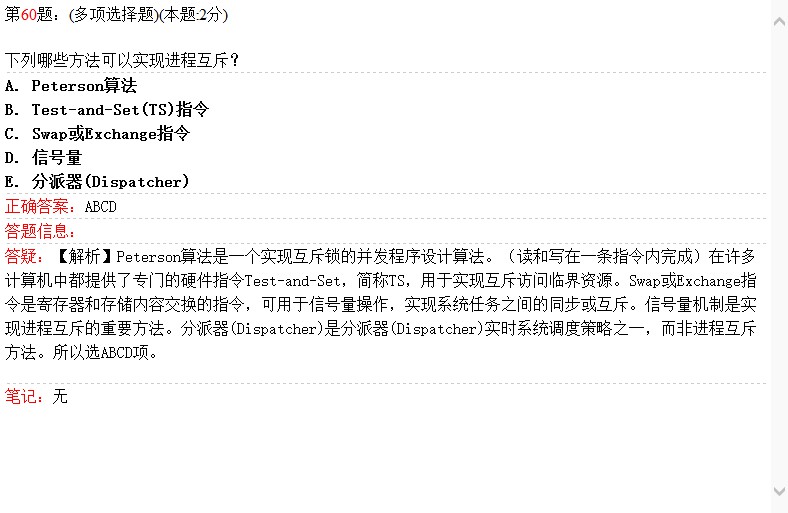 第60题：(多项选择题)(本题:2分)
下列哪些方法可以实现进程互斥？
A. Peterson算法
B. Test-and-Set(TS)指令
C. Swap或Exchange指令
D. 信号量
E. 分派器(Dispatcher)
正确答案：ABCD
答题信息：
答疑：【解析】Peterson算法是一个实现互斥锁的并发程序设计算法。（读和写在一条指令内完成）在许多
计算机中都提供了专门的硬件指令Test-and-Set，简称TS，用于实现互斥访问临界资源。Swap或Exchange指
令是寄存器和存储内容交换的指令，可用于信号量操作，实现系统任务之间的同步或互斥。信号量机制是实
现进程互斥的重要方法。分派器(Dispatcher)是分派器(Dispatcher)实时系统调度策略之一，而非进程互斥
方法。所以选ABCD项。
笔记：无